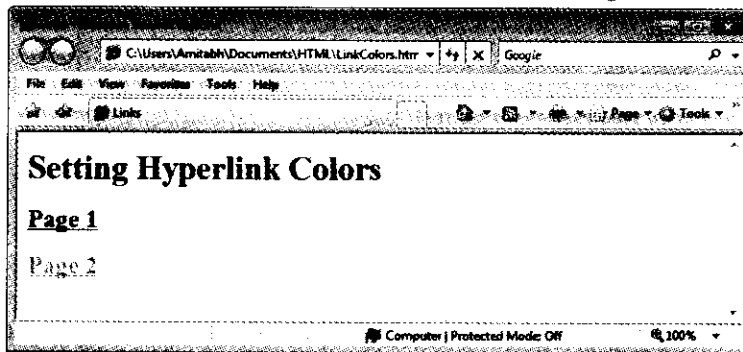 C:\Users\Amitabh\Documents\HTML\LinkColors.htm
Google
File Edit View Favorites Tools Help
Links
Page
Tools
Setting Hyperlink Colors
Page 1
Page 2
Computer | Protected Mode: Off
100%